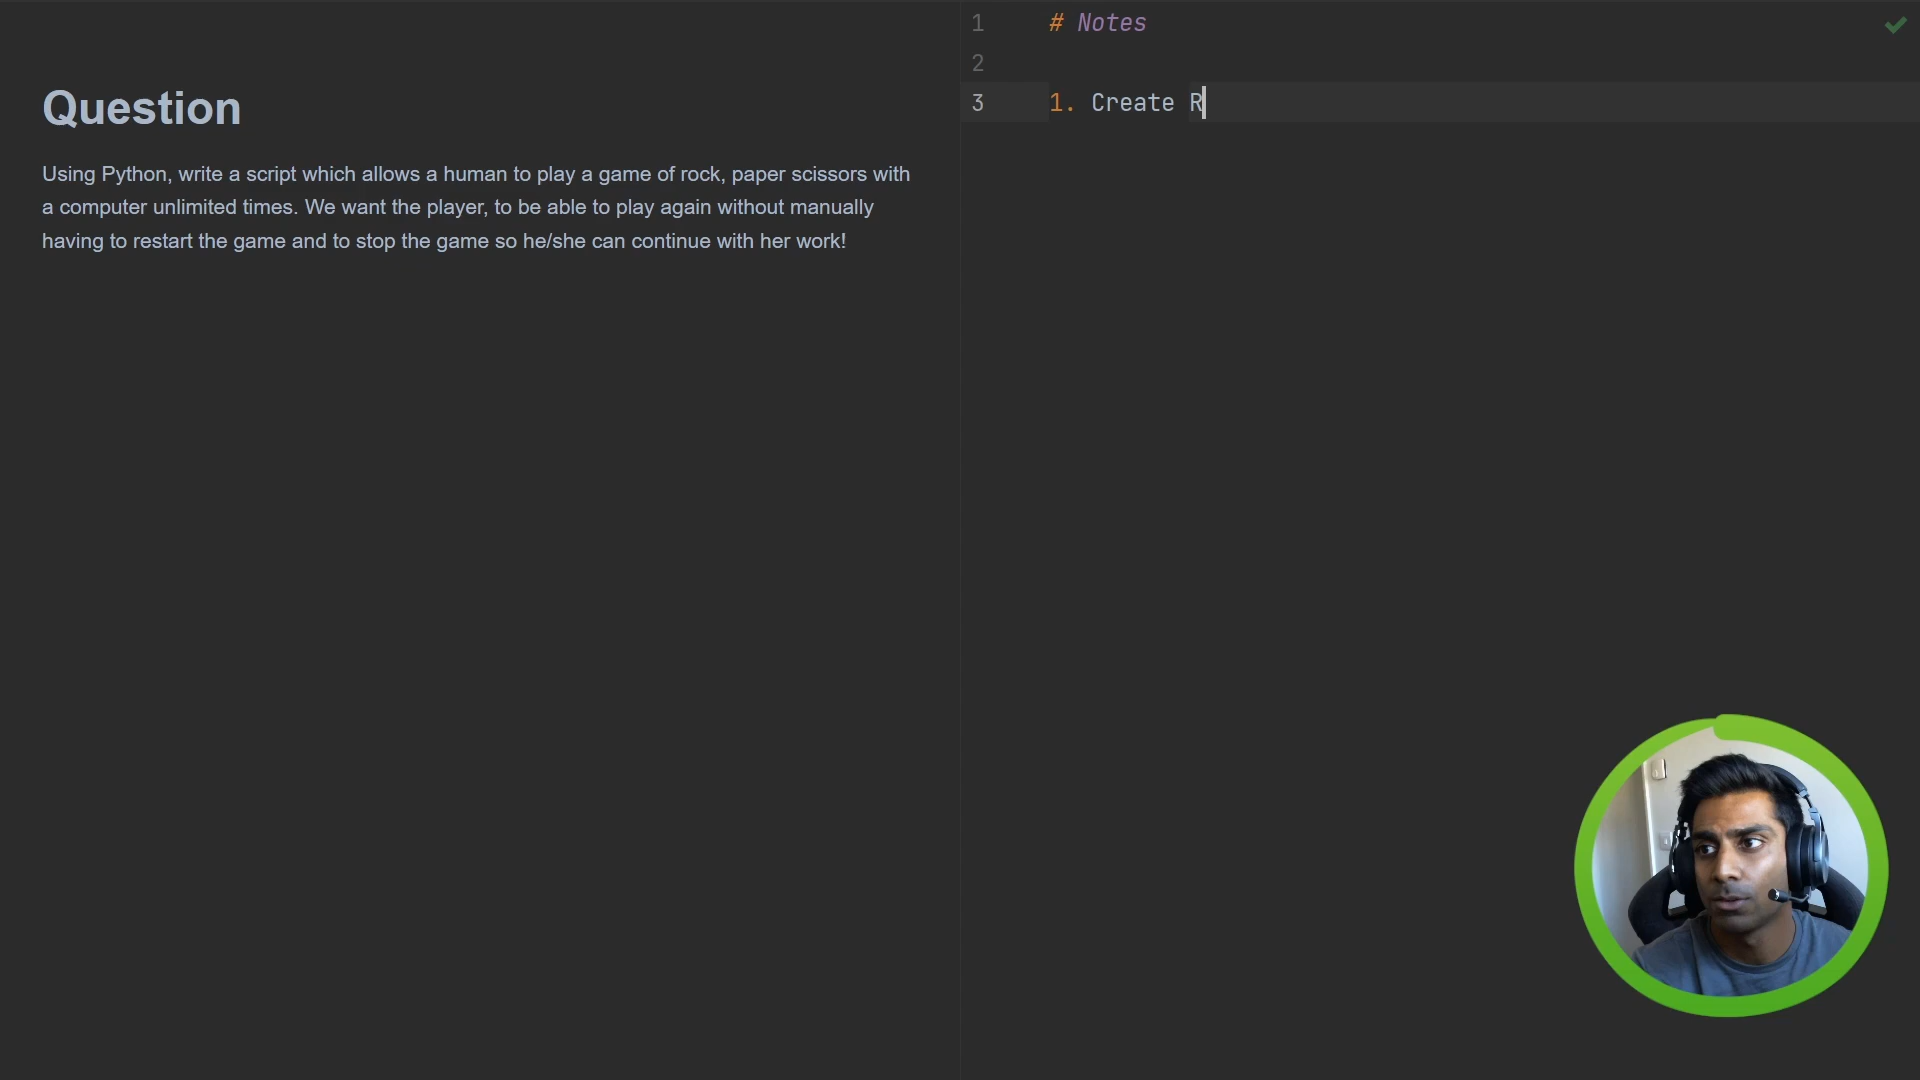 Question
Using Python, write a script which allows a human to play a game of rock, paper scissors with
a computer unlimited times. We want the player, to be able to play again without manually
having to restart the game and to stop the game so he/she can continue with her work!
1 # Notes
2
3 1. Create R